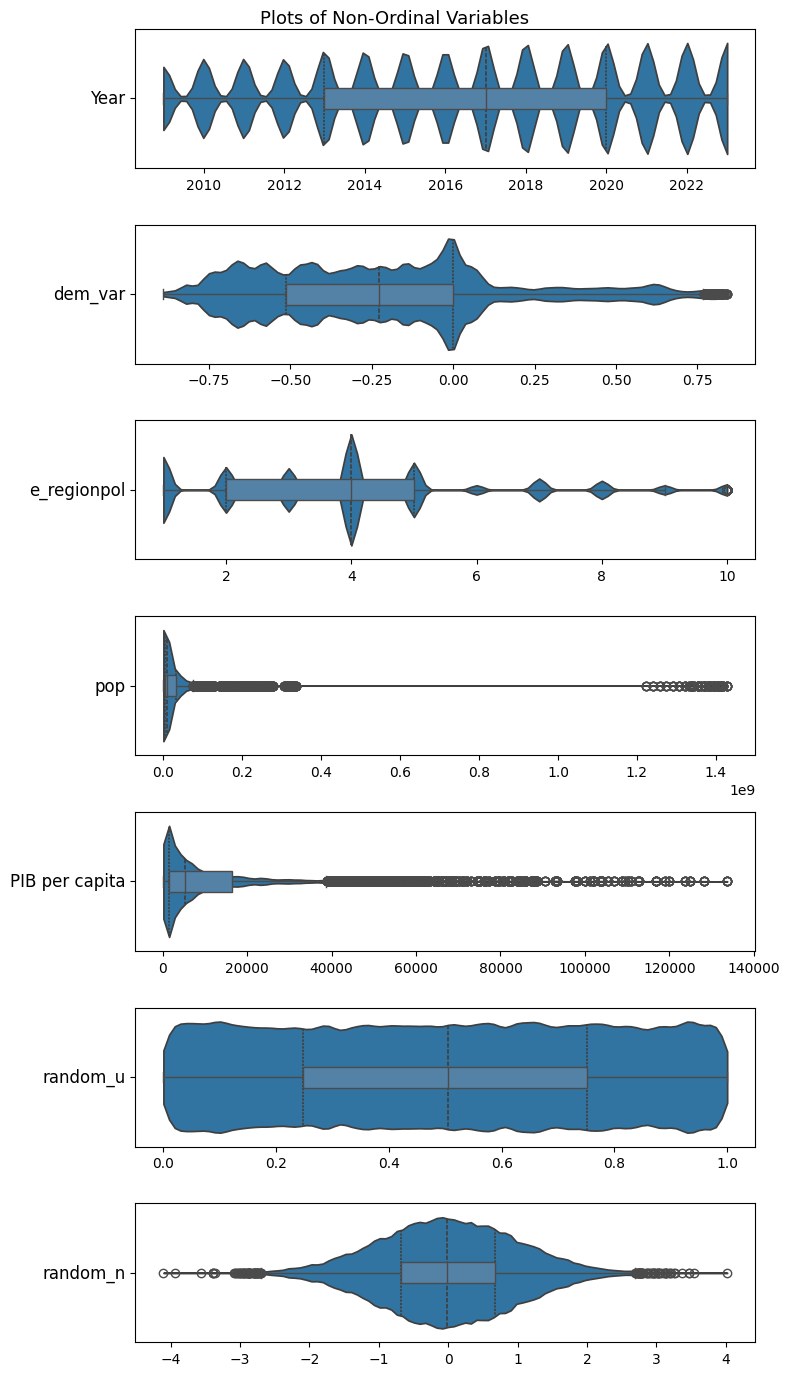 Plots of Non-Ordinal Variables
Year
2010 2012 2014 2016 2018 2020 2022
dem_var
−0.75 −0.50 −0.25 0.00 0.25 0.50 0.75
e_regionpol
2 4 6 8 10
pop
0.0 0.2 0.4 0.6 0.8 1.0 1.2 1.4
1e9
PIB per capita
0 20000 40000 60000 80000 100000 120000 140000
random_u
0.0 0.2 0.4 0.6 0.8 1.0
random_n
−4 −3 −2 −1 0 1 2 3 4